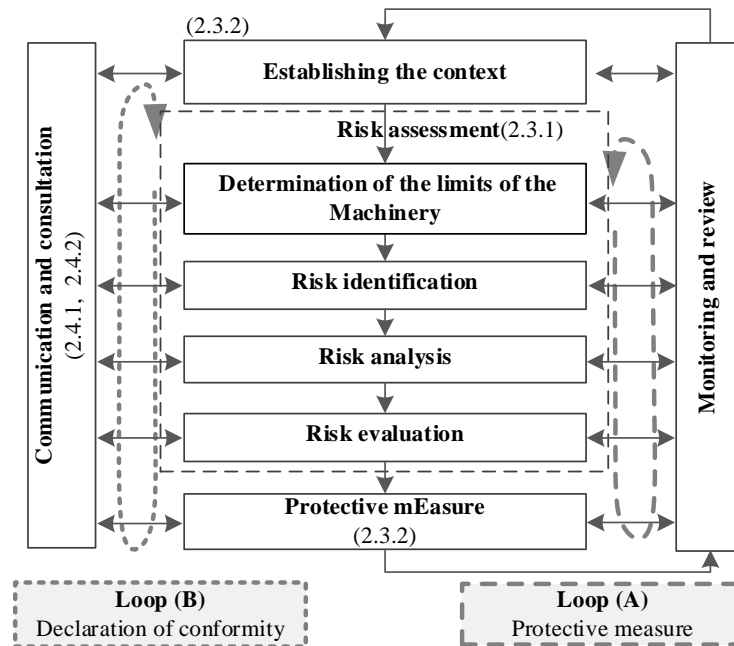 (2.3.2)
Establishing the context
Risk assessment(2.3.1)
Determination of the limits of the
Machinery
Risk identification
Risk analysis
Risk evaluation
Protective mEasure
(2.3.2)
Communication and consultation
(2.4.1, 2.4.2)
Monitoring and review
Loop (B)
Declaration of conformity
Loop (A)
Protective measure